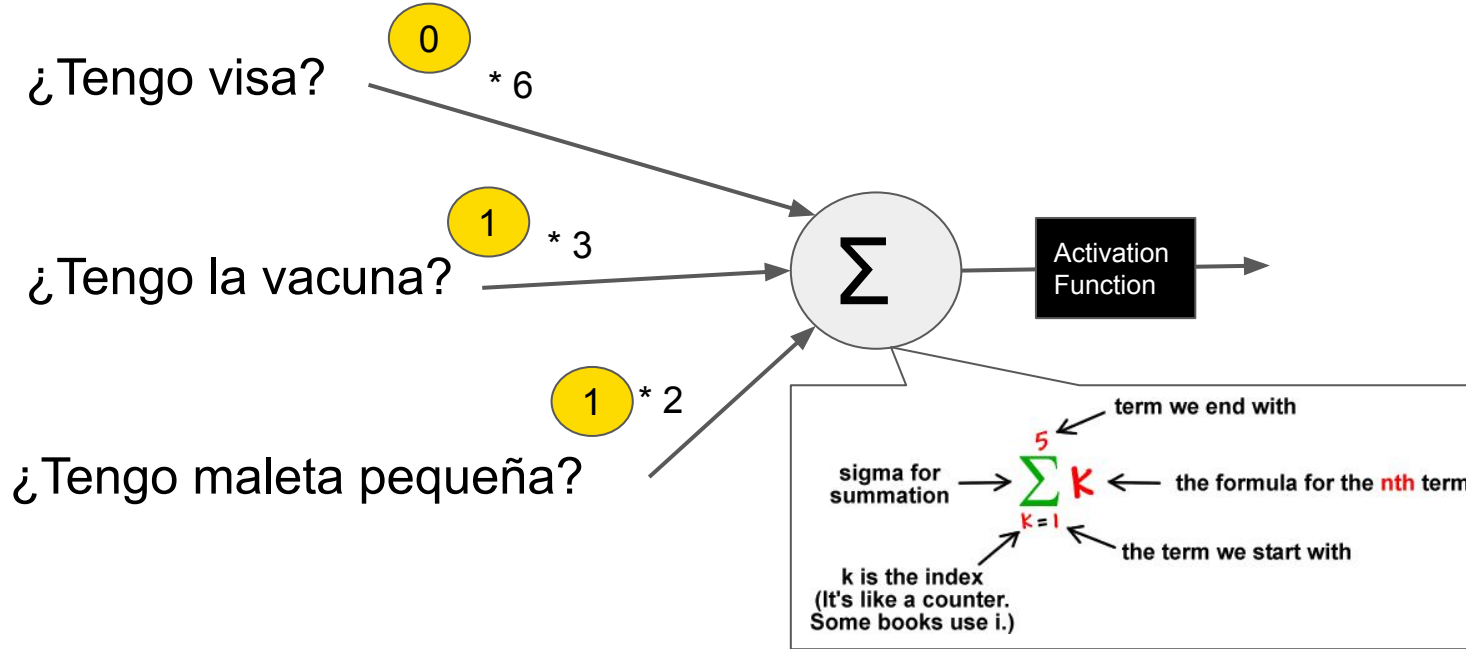 0
¿Tengo visa?
* 6
1
* 3
¿Tengo la vacuna?
Σ
Activation
Function
1
* 2
¿Tengo maleta pequeña?
term we end with
5
sigma for
summation
Σ K
the formula for the nth term
k = 1
the term we start with
k is the index
(It's like a counter.
Some books use i.)